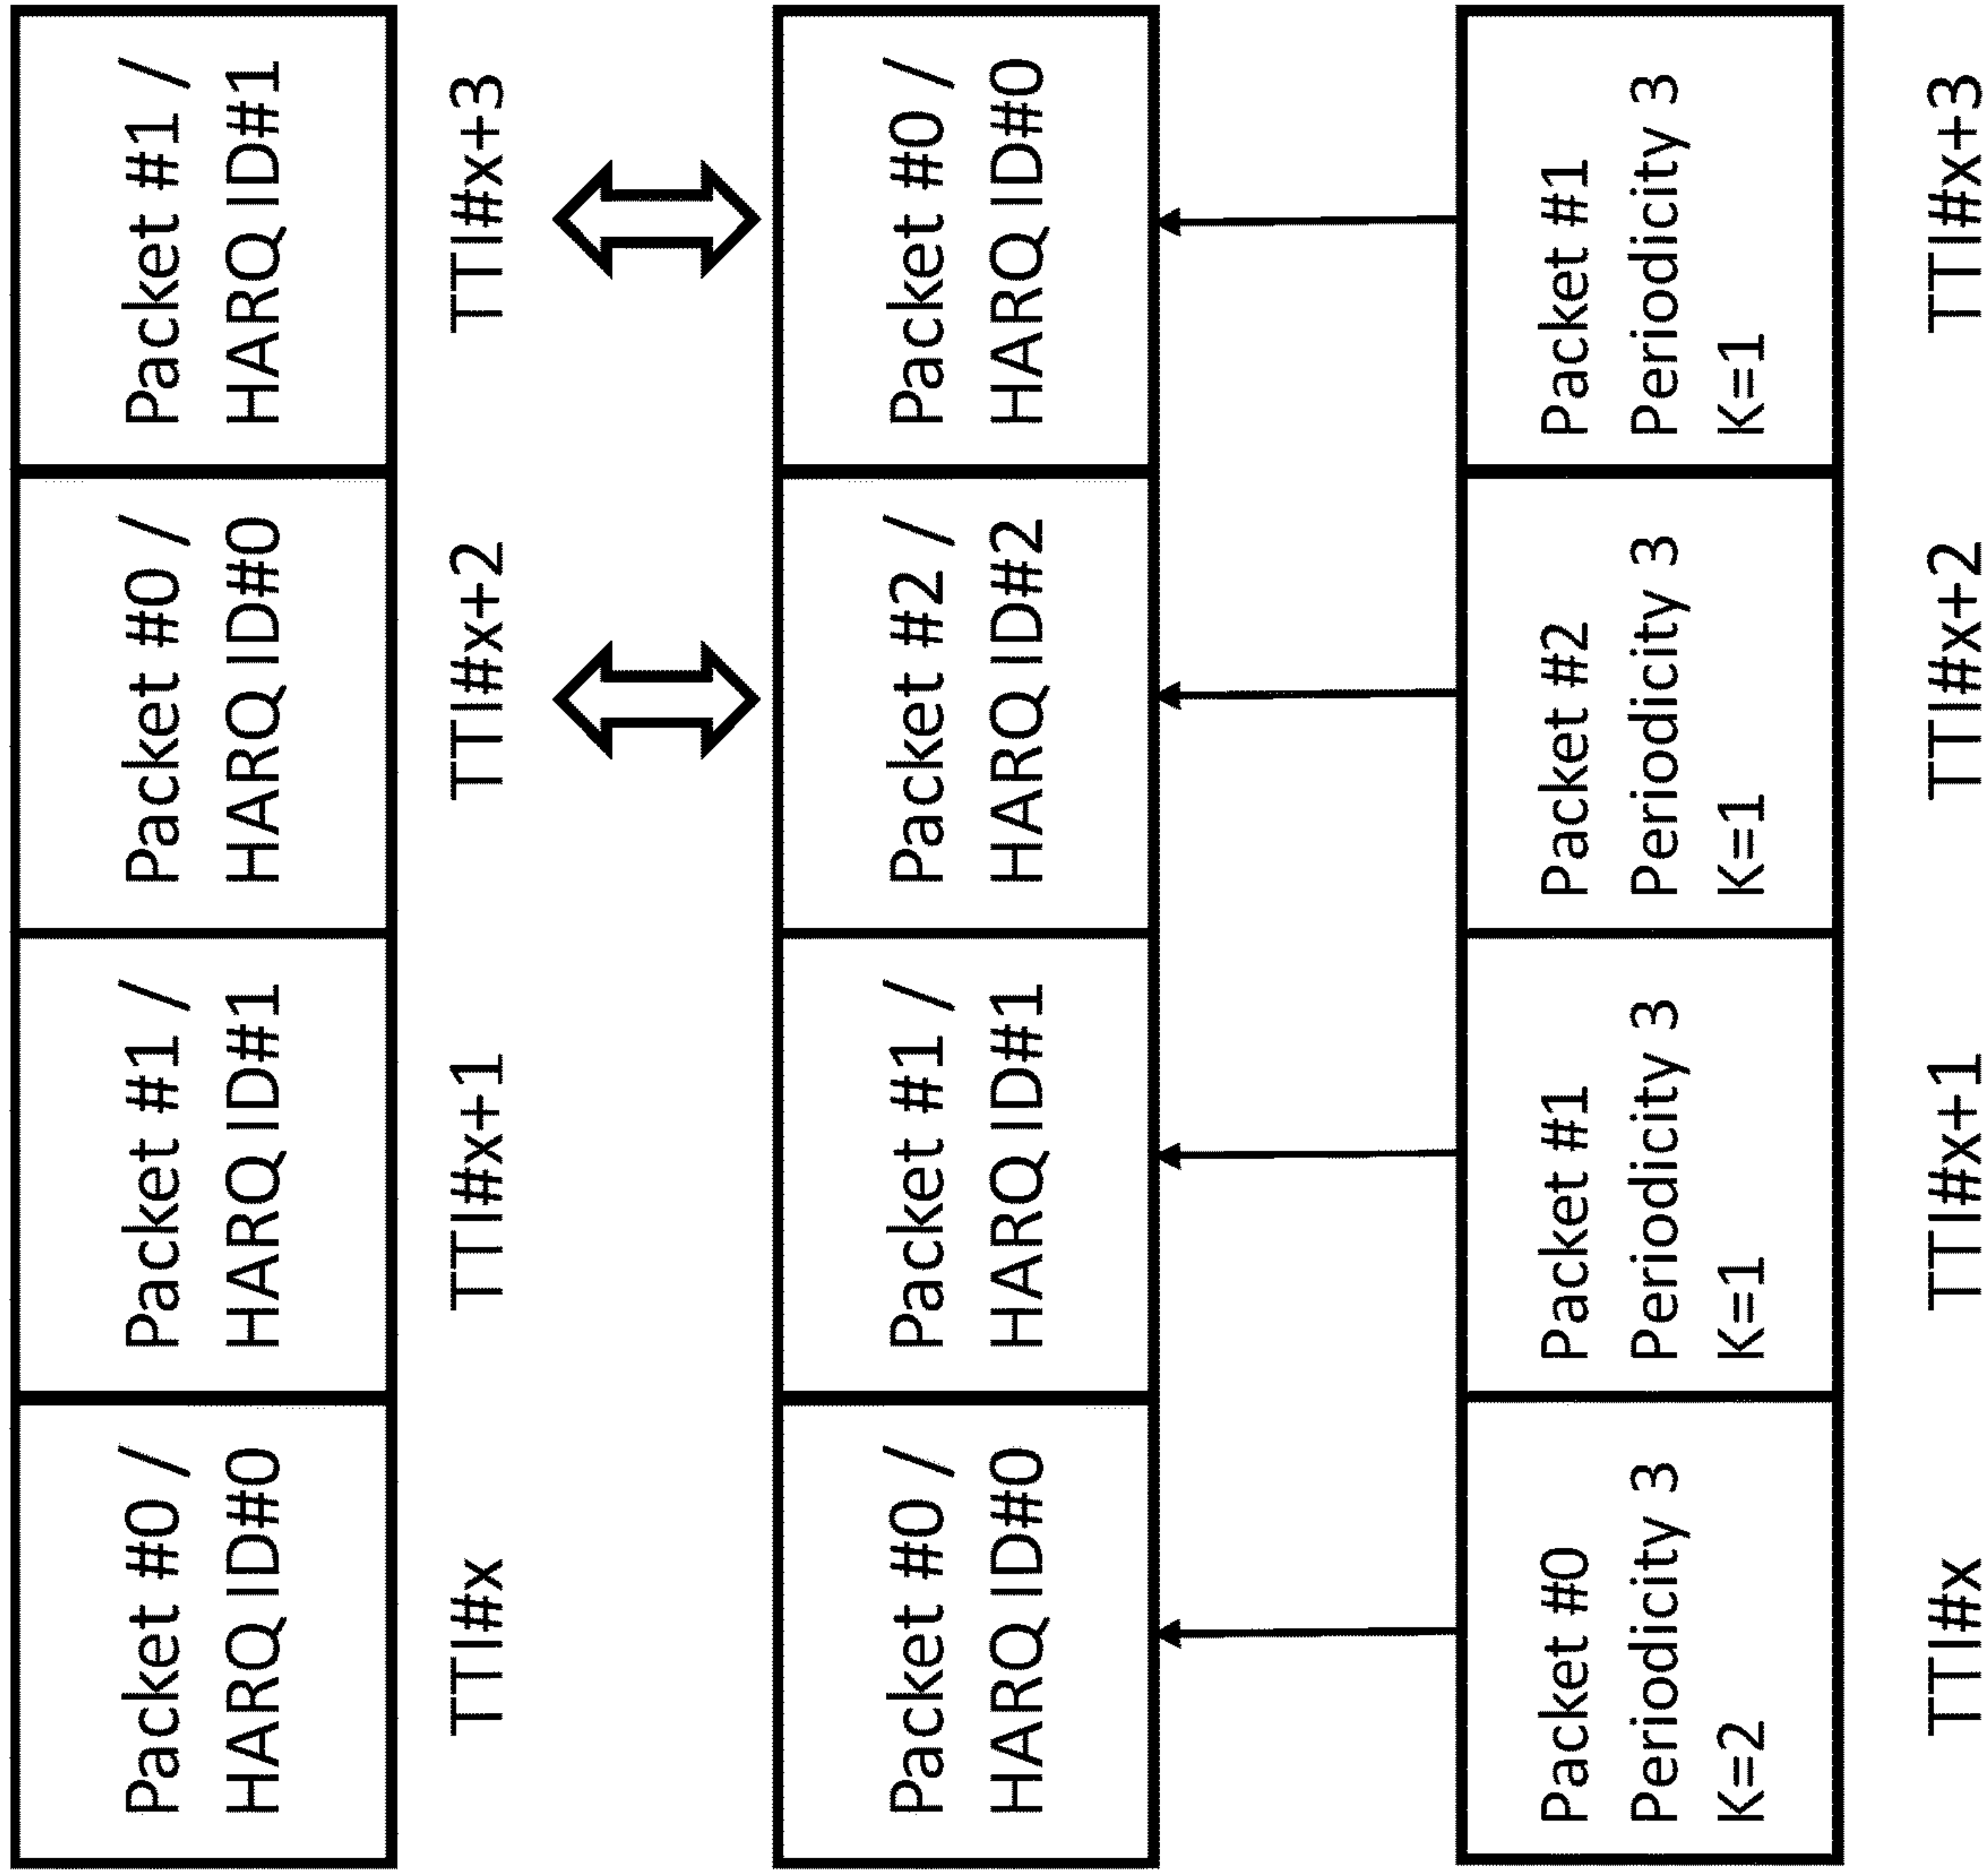 Packet #0 /
HARQ ID#0
Packet #1 /
HARQ ID#1
Packet #0 /
HARQ ID#0
Packet #1 /
HARQ ID#1
TTI#x
TTI#x+1
TTI#x+2
TTI#x+3
Packet #0 /
HARQ ID#0
Packet #1 /
HARQ ID#1
Packet #2 /
HARQ ID#2
Packet #0 /
HARQ ID#0
Packet #0
Periodicity 3
K=2
Packet #1
Periodicity 3
K=1
Packet #2
Periodicity 3
K=1
Packet #1
Periodicity 3
K=1
TTI#x
TTI#x+1
TTI#x+2
TTI#x+3